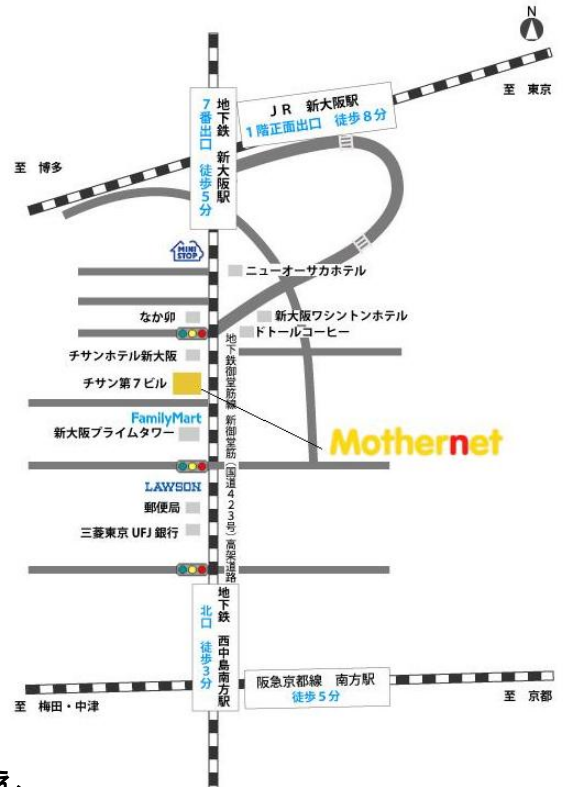 N
至 東京
JR 新大阪駅
1階正面出口 徒歩8分
地下鉄 新大阪駅
7番出口 徒歩5分
至 博多
MINI STOP
ニューオーサカホテル
なか卯
新大阪ワシントンホテル
ドトールコーヒー
チサンホテル新大阪
チサン第7ビル
地下鉄御堂筋線 新御堂筋(国道423号)高架道路
FamilyMart
新大阪プライムタワー
Mothernet
LAWSON
郵便局
三菱東京UFJ銀行
地下鉄 西中島南方駅
北口 徒歩3分
阪急京都線 南方駅
徒歩5分
至 梅田・中津
至 京都
え、